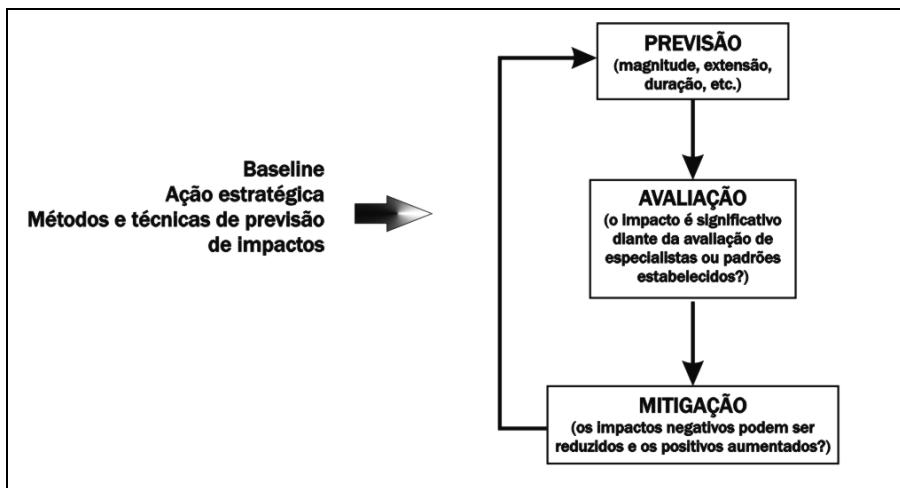 Baseline
Ação estratégica
Métodos e técnicas de previsão
de impactos
PREVISÃO
(magnitude, extensão,
duração, etc.)
AVALIAÇÃO
(o impacto é significativo
diante da avaliação de
especialistas ou padrões
estabelecidos?)
MITIGAÇÃO
(os impactos negativos podem ser
reduzidos e os positivos aumentados?)